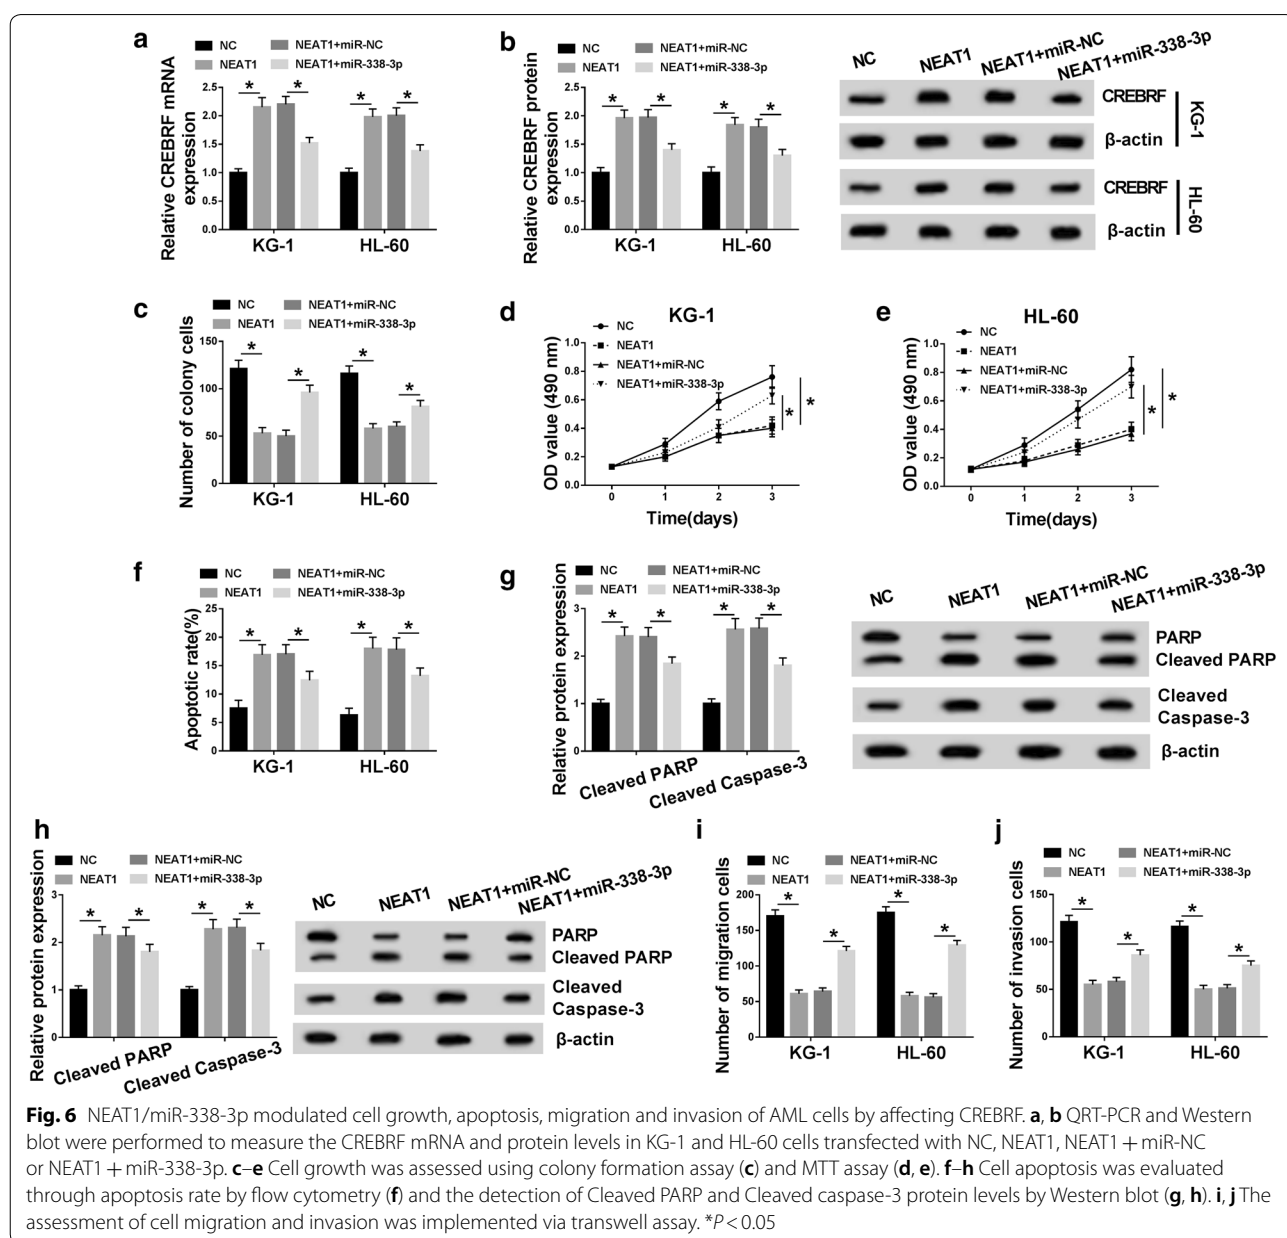 a
NC
NEAT1+miR-NC
NEAT1
NEAT1+miR-338-3p
Relative CREBRF mRNA
expression
2.5
2.0
1.5
1.0
0.5
0.0
* * * *
KG-1 HL-60
b
NC
NEAT1+miR-NC
NEAT1
NEAT1+miR-338-3p
Relative CREBRF protein
expression
2.5
2.0
1.5
1.0
0.5
0.0
* * * *
KG-1 HL-60
NC NEAT1 NEAT1+miR-NC NEAT1+miR-338-3p
CREBRF
β-actin
KG-1
CREBRF
β-actin
HL-60
c
NC
NEAT1+miR-NC
NEAT1
NEAT1+miR-338-3p
Number of colony cells
150
100
50
0
* * * *
KG-1 HL-60
d
KG-1
NC
NEAT1
NEAT1+miR-NC
NEAT1+miR-338-3p
OD value (490 nm)
1.0
0.8
0.6
0.4
0.2
0.0
* *
0 1 2 3
Time(days)
e
HL-60
NC
NEAT1
NEAT1+miR-NC
NEAT1+miR-338-3p
OD value (490 nm)
1.0
0.8
0.6
0.4
0.2
0.0
* *
0 1 2 3
Time(days)
f
NC
NEAT1+miR-NC
NEAT1
NEAT1+miR-338-3p
Apoptotic rate(%)
25
20
15
10
5
0
* * * *
KG-1 HL-60
g
NC
NEAT1+miR-NC
NEAT1
NEAT1+miR-338-3p
Relative protein expression
3
2
1
0
* * * *
Cleaved PARP Cleaved Caspase-3
NC NEAT1 NEAT1+miR-NC NEAT1+miR-338-3p
PARP
Cleaved PARP
Cleaved
Caspase-3
β-actin
h
NC
NEAT1+miR-NC
NEAT1
NEAT1+miR-338-3p
Relative protein expression
3
2
1
0
* * * *
Cleaved PARP Cleaved Caspase-3
NC NEAT1 NEAT1+miR-NC NEAT1+miR-338-3p
PARP
Cleaved PARP
Cleaved
Caspase-3
β-actin
i
NC
NEAT1+miR-NC
NEAT1
NEAT1+miR-338-3p
Number of migration cells
200
150
100
50
0
* * * *
KG-1 HL-60
j
NC
NEAT1+miR-NC
NEAT1
NEAT1+miR-338-3p
Number of invasion cells
150
100
50
0
* * * *
KG-1 HL-60
Fig. 6 NEAT1/miR-338-3p modulated cell growth, apoptosis, migration and invasion of AML cells by affecting CREBRF. a, b QRT-PCR and Western
blot were performed to measure the CREBRF mRNA and protein levels in KG-1 and HL-60 cells transfected with NC, NEAT1, NEAT1 + miR-NC
or NEAT1 + miR-338-3p. c–e Cell growth was assessed using colony formation assay (c) and MTT assay (d, e). f–h Cell apoptosis was evaluated
through apoptosis rate by flow cytometry (f) and the detection of Cleaved PARP and Cleaved caspase-3 protein levels by Western blot (g, h). i, j The
assessment of cell migration and invasion was implemented via transwell assay. *P < 0.05